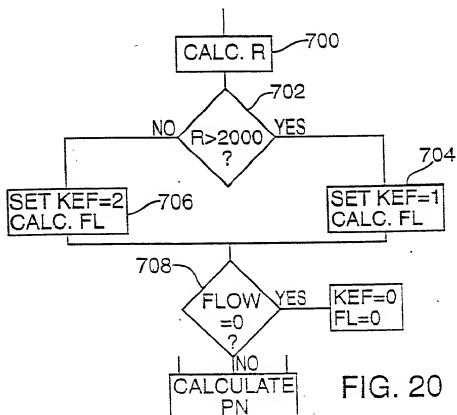 CALC. R
700
702
NO
R>2000
?
YES
704
SET KEF=2
CALC. FL
706
SET KEF=1
CALC. FL
708
FLOW
=0
?
YES
KEF=0
FL=0
NO
CALCULATE
PN
FIG. 20